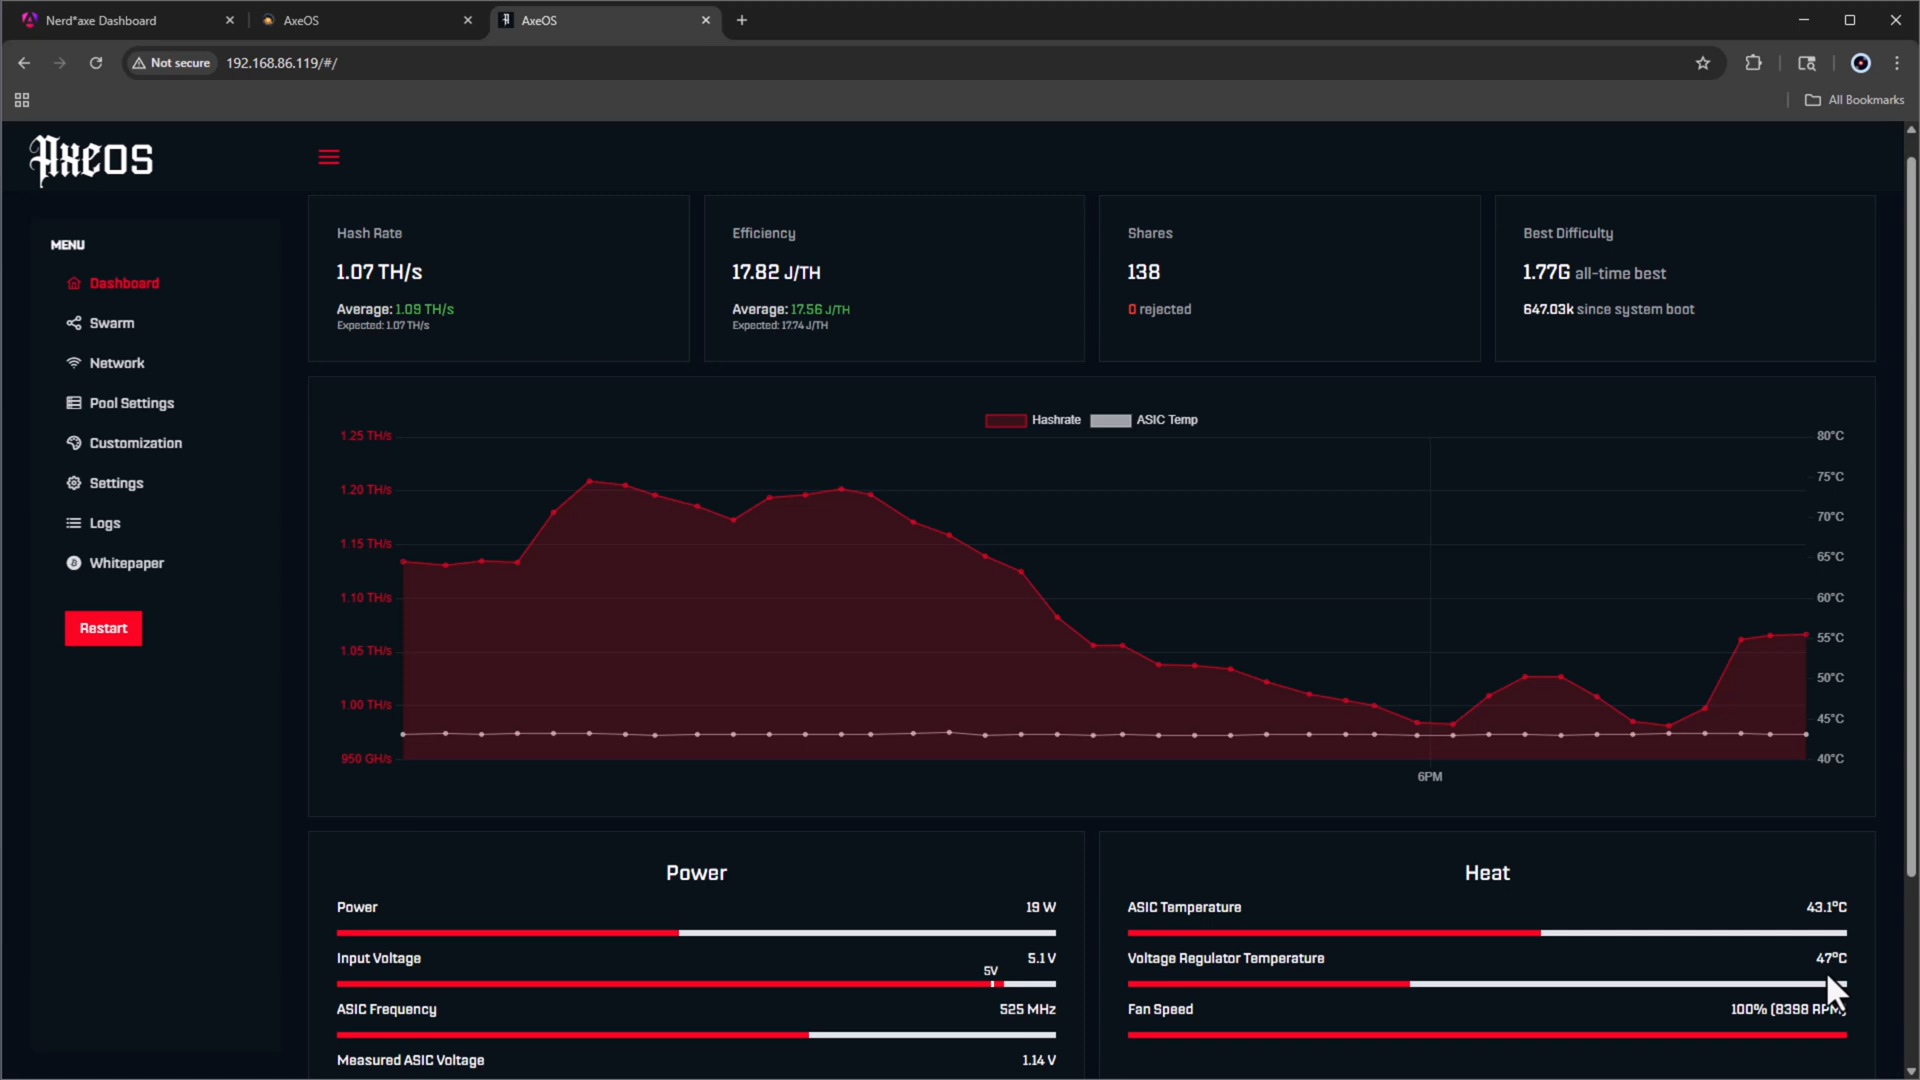 Nerd*axe Dashboard
AxeOS
AxeOS
Not secure
192.168.86.119/#/
All Bookmarks
AxeOS
MENU
Dashboard
Swarm
Network
Pool Settings
Customization
Settings
Logs
Whitepaper
Restart
Hash Rate
1.07 TH/s
Average: 1.09 TH/s
Expected: 1.07 TH/s
Efficiency
17.82 J/TH
Average: 17.56 J/TH
Expected: 17.74 J/TH
Shares
138
0 rejected
Best Difficulty
1.77G all-time best
647.03k since system boot
Hashrate
ASIC Temp
1.25 TH/s
1.20 TH/s
1.15 TH/s
1.10 TH/s
1.05 TH/s
1.00 TH/s
950 GH/s
80°C
75°C
70°C
65°C
60°C
55°C
50°C
45°C
40°C
6PM
Power
Power 19 W
Input Voltage 5.1 V
5V
ASIC Frequency 525 MHz
Measured ASIC Voltage 1.14 V
Heat
ASIC Temperature 43.1°C
Voltage Regulator Temperature 47°C
Fan Speed 100% (8398 RPM)